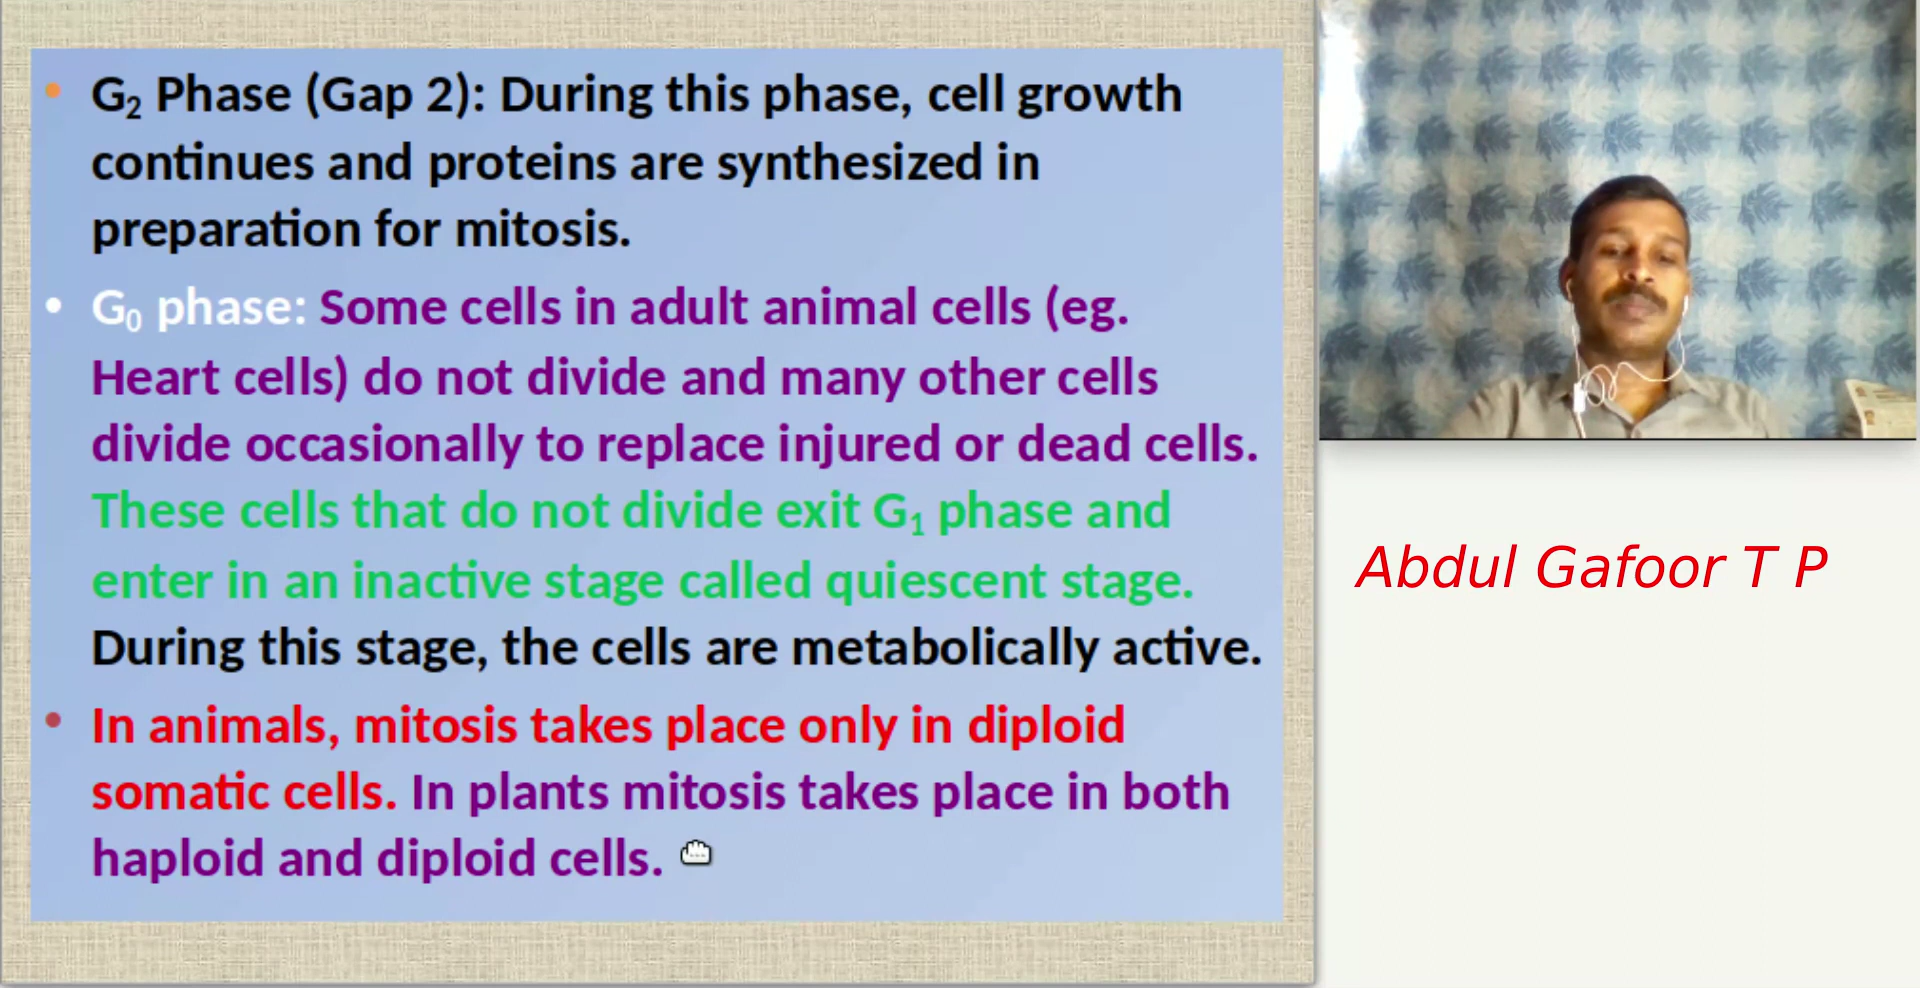 G₂ Phase (Gap 2): During this phase, cell growth
continues and proteins are synthesized in
preparation for mitosis.
G₀ phase: Some cells in adult animal cells (eg.
Heart cells) do not divide and many other cells
divide occasionally to replace injured or dead cells.
These cells that do not divide exit G₁ phase and
enter in an inactive stage called quiescent stage.
During this stage, the cells are metabolically active.
In animals, mitosis takes place only in diploid
somatic cells. In plants mitosis takes place in both
haploid and diploid cells.
Abdul Gafoor T P